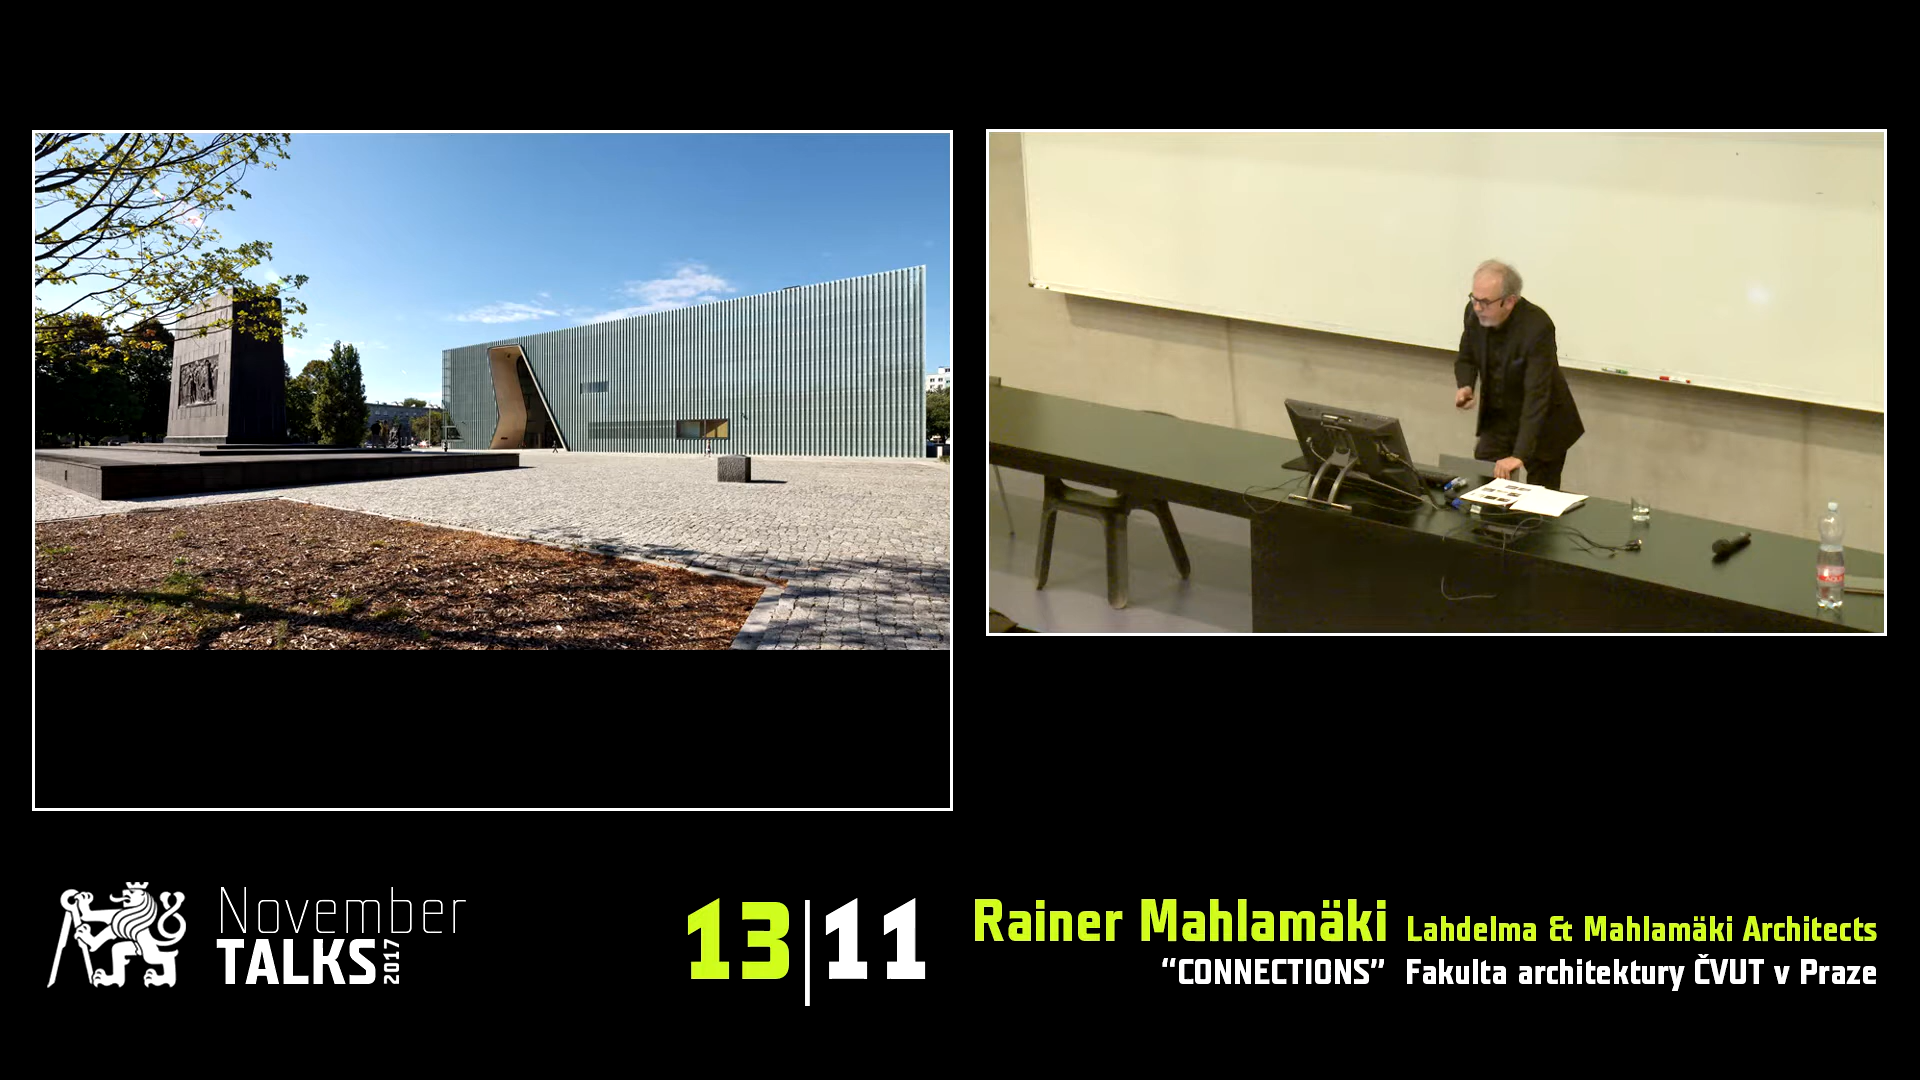 November
TALKS 2017
13|11
Rainer Mahlamäki Lahdelma & Mahlamäki Architects
“CONNECTIONS” Fakulta architektury ČVUT v Praze